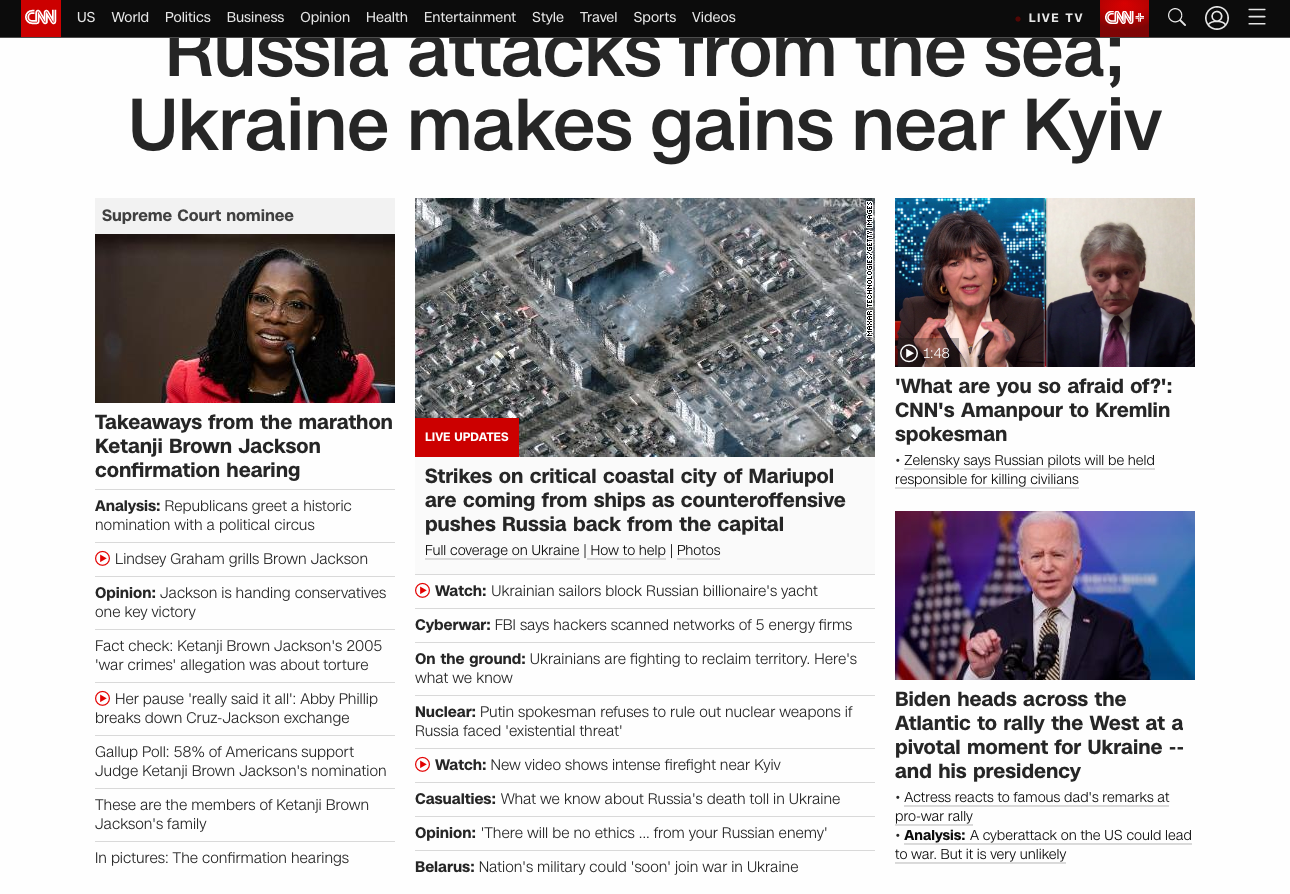 CNN US World Politics Business Opinion Health Entertainment Style Travel Sports Videos LIVE TV CNN+
Russia attacks from the sea;
Ukraine makes gains near Kyiv
Supreme Court nominee
Takeaways from the marathon
Ketanji Brown Jackson
confirmation hearing
Analysis: Republicans greet a historic
nomination with a political circus
Lindsey Graham grills Brown Jackson
Opinion: Jackson is handing conservatives
one key victory
Fact check: Ketanji Brown Jackson's 2005
'war crimes' allegation was about torture
Her pause 'really said it all': Abby Phillip
breaks down Cruz-Jackson exchange
Gallup Poll: 58% of Americans support
Judge Ketanji Brown Jackson's nomination
These are the members of Ketanji Brown
Jackson's family
In pictures: The confirmation hearings
MAXAR TECHNOLOGIES/GETTY IMAGES
LIVE UPDATES
Strikes on critical coastal city of Mariupol
are coming from ships as counteroffensive
pushes Russia back from the capital
Full coverage on Ukraine | How to help | Photos
Watch: Ukrainian sailors block Russian billionaire's yacht
Cyberwar: FBI says hackers scanned networks of 5 energy firms
On the ground: Ukrainians are fighting to reclaim territory. Here's
what we know
Nuclear: Putin spokesman refuses to rule out nuclear weapons if
Russia faced 'existential threat'
Watch: New video shows intense firefight near Kyiv
Casualties: What we know about Russia's death toll in Ukraine
Opinion: 'There will be no ethics ... from your Russian enemy'
Belarus: Nation's military could 'soon' join war in Ukraine
1:48
'What are you so afraid of?':
CNN's Amanpour to Kremlin
spokesman
• Zelensky says Russian pilots will be held
responsible for killing civilians
Biden heads across the
Atlantic to rally the West at a
pivotal moment for Ukraine --
and his presidency
• Actress reacts to famous dad's remarks at
pro-war rally
• Analysis: A cyberattack on the US could lead
to war. But it is very unlikely